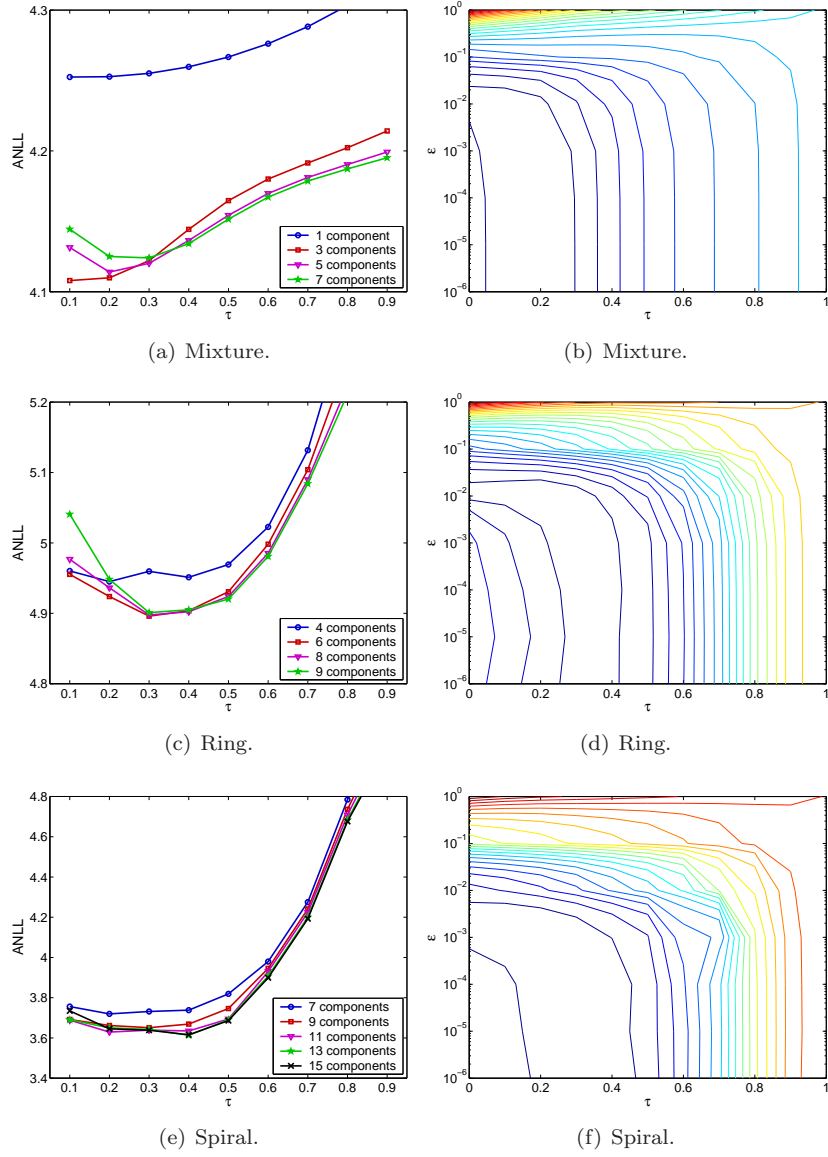 4.3
4.2
4.1
ANLL
0.1 0.2 0.3 0.4 0.5 0.6 0.7 0.8 0.9
τ
1 component
3 components
5 components
7 components
(a) Mixture.
10⁰
10⁻¹
10⁻²
10⁻³
10⁻⁴
10⁻⁵
10⁻⁶
ε
0 0.2 0.4 0.6 0.8 1
τ
(b) Mixture.
5.2
5.1
5
4.9
4.8
ANLL
0.1 0.2 0.3 0.4 0.5 0.6 0.7 0.8 0.9
τ
4 components
6 components
8 components
9 components
(c) Ring.
10⁰
10⁻¹
10⁻²
10⁻³
10⁻⁴
10⁻⁵
10⁻⁶
ε
0 0.2 0.4 0.6 0.8 1
τ
(d) Ring.
4.8
4.6
4.4
4.2
4
3.8
3.6
3.4
ANLL
0.1 0.2 0.3 0.4 0.5 0.6 0.7 0.8 0.9
τ
7 components
9 components
11 components
13 components
15 components
(e) Spiral.
10⁰
10⁻¹
10⁻²
10⁻³
10⁻⁴
10⁻⁵
10⁻⁶
ε
0 0.2 0.4 0.6 0.8 1
τ
(f) Spiral.